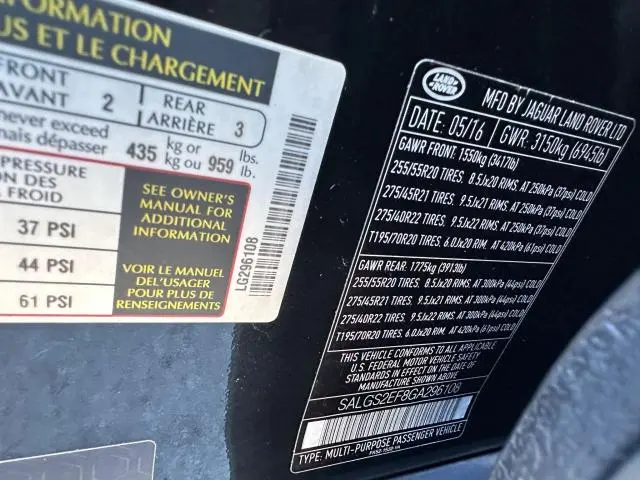 FORMATION
US ET LE CHARGEMENT
FRONT
AVANT 2
REAR
ARRIÈRE 3
never exceed
mais dépasser 435 kg or kg ou 959 lbs. lb.
PRESSURE
ION DES
FROID
37 PSI
44 PSI
61 PSI
SEE OWNER'S
MANUAL FOR
ADDITIONAL
INFORMATION
VOIR LE MANUEL
DEL'USAGER
POUR PLUS DE
RENSEIGNEMENTS
LG296108
LAND
ROVER
MFD BY JAGUAR LAND ROVER LTD
DATE: 05/16 GWR: 3150kg (6945lb)
GAWR FRONT: 1550kg (3417lb)
255/55R20 TIRES. 8.5Jx20 RIMS. AT 250kPa (37psi) COLD
275/45R21 TIRES. 9.5Jx21 RIMS. AT 250kPa (37psi) COLD
275/40R22 TIRES. 9.5Jx22 RIMS. AT 250kPa (37psi) COLD
T195/70R20 TIRES. 6.0Jx20 RIM. AT 420kPa (61psi) COLD
GAWR REAR: 1775kg (3913lb)
255/55R20 TIRES. 8.5Jx20 RIMS. AT 300kPa (44psi) COLD
275/45R21 TIRES. 9.5Jx21 RIMS. AT 300kPa (44psi) COLD
275/40R22 TIRES. 9.5Jx22 RIMS. AT 300kPa (44psi) COLD
T195/70R20 TIRES. 6.0Jx20 RIM. AT 420kPa (61psi) COLD
THIS VEHICLE CONFORMS TO ALL APPLICABLE
U.S. FEDERAL MOTOR VEHICLE SAFETY
STANDARDS IN EFFECT ON THE DATE OF
MANUFACTURE SHOWN ABOVE
SALGS2EF8GA296108
TYPE: MULTI-PURPOSE PASSENGER VEHICLE